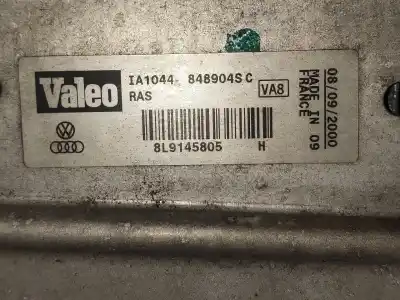 Valeo
IA1044- 848904S C
RAS
VA8
8L9145805 H
08/09/2000
MADE IN 09
FRANCE